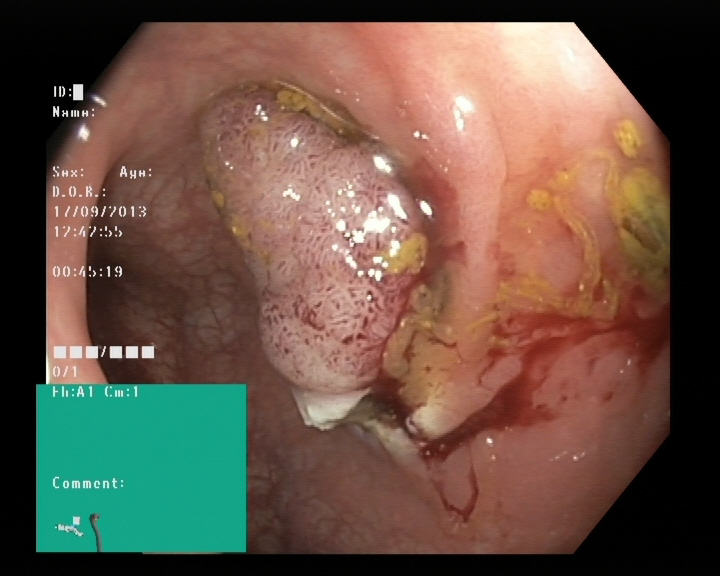 ID:
Name:
Sex: Age:
D.O.B.:
17/09/2013
12:42:55
00:45:19
0/1
Eh:A1 Cm:1
Comment: